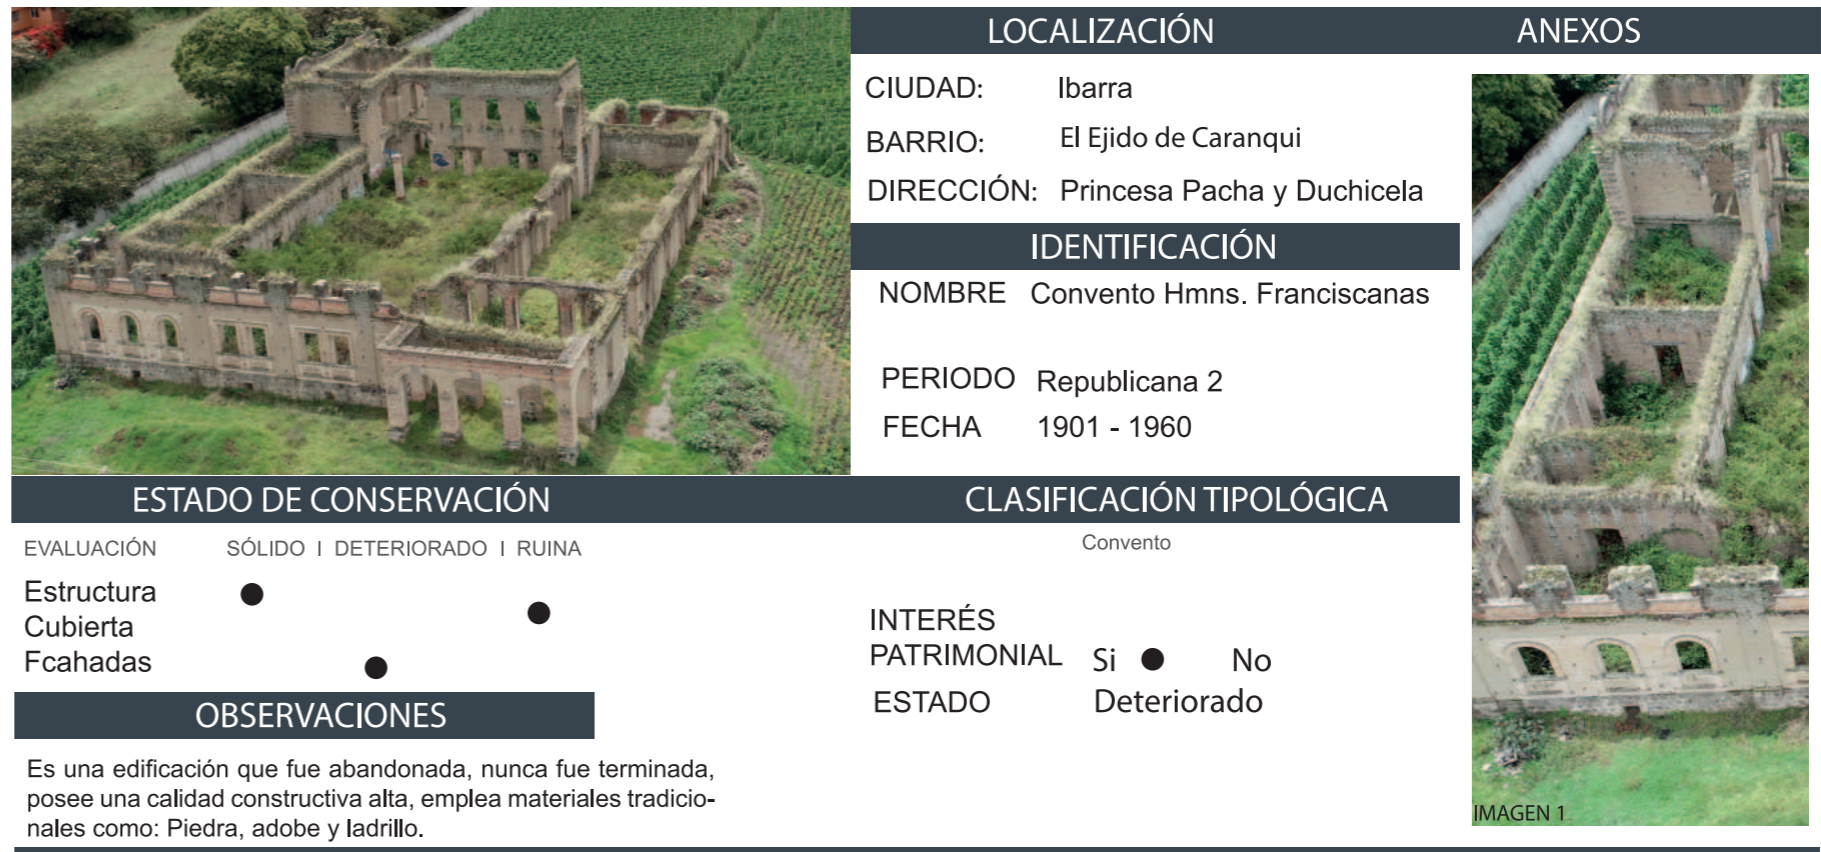 LOCALIZACIÓN
CIUDAD: Ibarra
BARRIO: El Ejido de Caranqui
DIRECCIÓN: Princesa Pacha y Duchicela
IDENTIFICACIÓN
NOMBRE Convento Hmns. Franciscanas
PERIODO Republicana 2
FECHA 1901 - 1960
ANEXOS
IMAGEN 1
ESTADO DE CONSERVACIÓN
EVALUACIÓN SÓLIDO I DETERIORADO I RUINA
Estructura ●
Cubierta ●
Fcahadas ●
OBSERVACIONES
Es una edificación que fue abandonada, nunca fue terminada,
posee una calidad constructiva alta, emplea materiales tradicio-
nales como: Piedra, adobe y ladrillo.
CLASIFICACIÓN TIPOLÓGICA
Convento
INTERÉS
PATRIMONIAL Si ● No
ESTADO Deteriorado